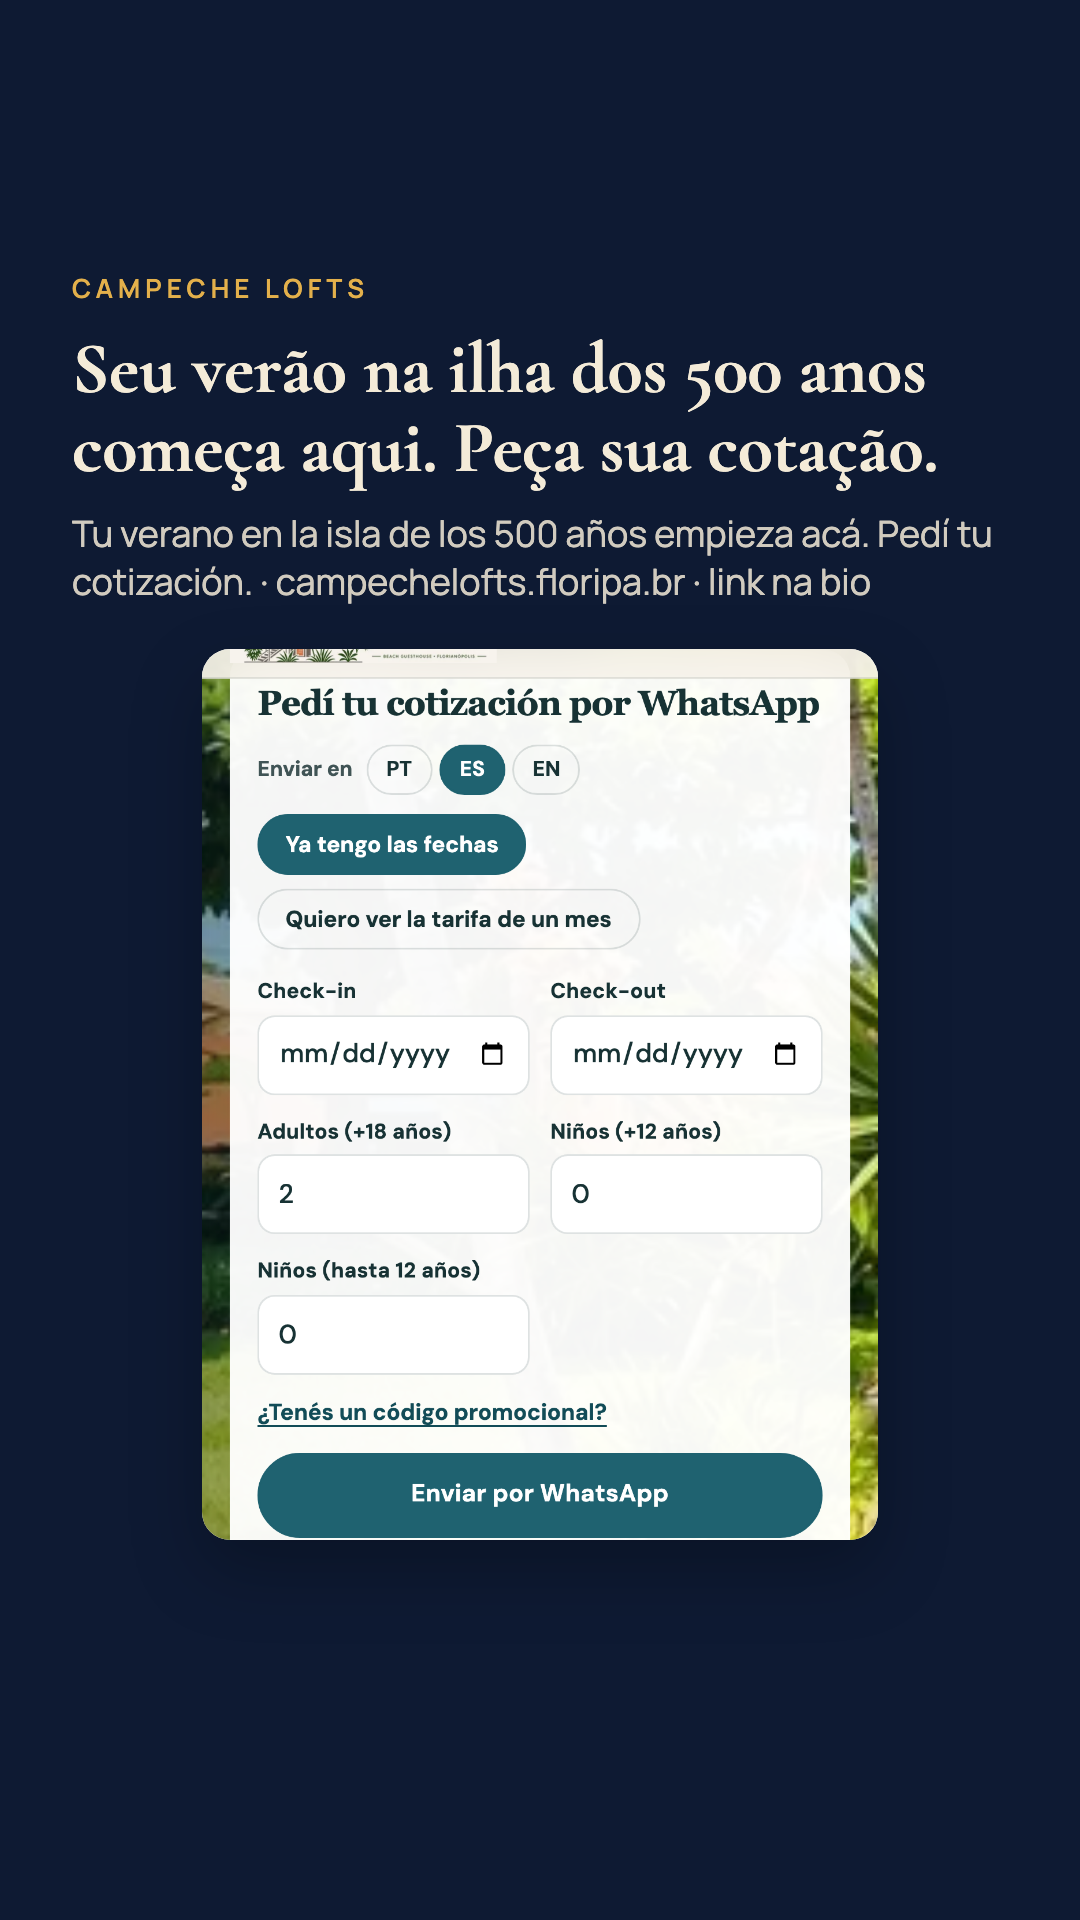 CAMPECHE LOFTS
Seu verão na ilha dos 500 anos
começa aqui. Peça sua cotação.
Tu verano en la isla de los 500 años empieza acá. Pedí tu
cotización. · campechelofts.floripa.br · link na bio
BEACH GUESTHOUSE • FLORIANÓPOLIS
Pedí tu cotización por WhatsApp
Enviar en PT ES EN
Ya tengo las fechas
Quiero ver la tarifa de un mes
Check-in Check-out
mm/dd/yyyy mm/dd/yyyy
Adultos (+18 años) Niños (+12 años)
2 0
Niños (hasta 12 años)
0
¿Tenés un código promocional?
Enviar por WhatsApp